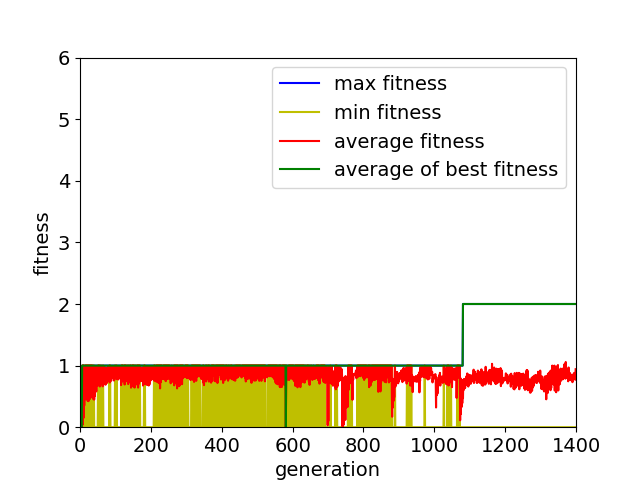 6
5
4
3
2
1
0
fitness
max fitness
min fitness
average fitness
average of best fitness
0 200 400 600 800 1000 1200 1400
generation